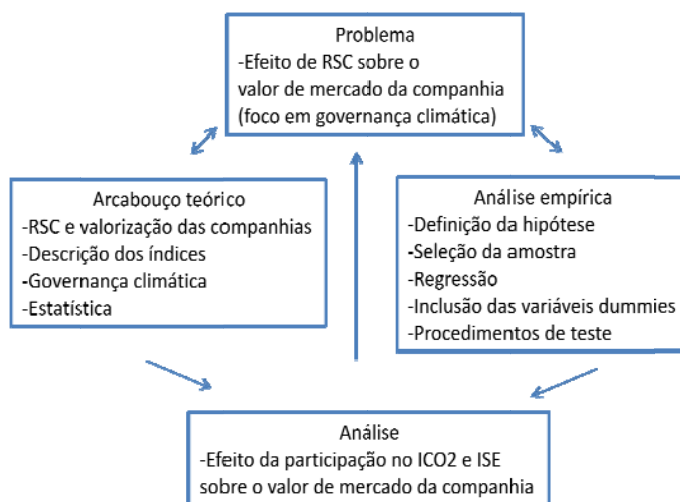 Problema
-Efeito de RSC sobre o
valor de mercado da companhia
(foco em governança climática)
Arcabouço teórico
-RSC e valorização das companhias
-Descrição dos índices
-Governança climática
-Estatística
Análise empírica
-Definição da hipótese
-Seleção da amostra
-Regressão
-Inclusão das variáveis dummies
-Procedimentos de teste
Análise
-Efeito da participação no ICO2 e ISE
sobre o valor de mercado da companhia